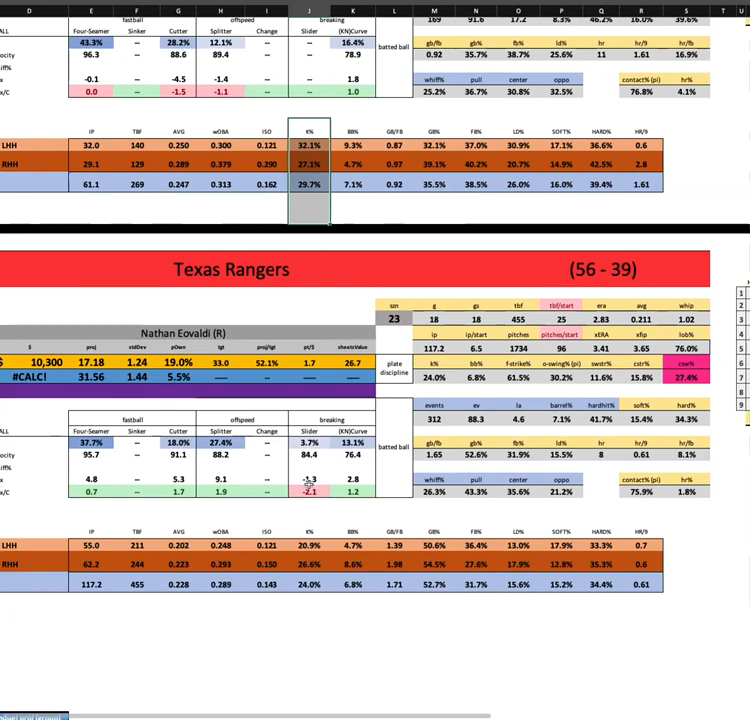 D E F G H I J K L M N O P Q R S T U
fastball offspeed breaking 169 91.6 17.2 8.3% 46.2% 16.0% 39.6%
ALL Four-Seamer Sinker Cutter Splitter Change Slider (KN)Curve
43.3% -- 28.2% 12.1% -- -- 16.4% batted ball gb/fb gb% fb% ld% hr hr/9 hr/fb
ocity 96.3 88.6 89.4 78.9 0.92 35.7% 38.7% 25.6% 11 1.61 16.9%
iff%
x -0.1 -4.5 -1.4 1.8 whiff% pull center oppo contact% (pi) hr%
x/C 0.0 -- -1.5 -1.1 -- -- 1.0 25.2% 36.7% 30.8% 32.5% 76.8% 4.1%
IP TBF AVG wOBA ISO K% BB% GB/FB GB% FB% LD% SOFT% HARD% HR/9
LHH 32.0 140 0.250 0.300 0.121 32.1% 9.3% 0.87 32.1% 37.0% 30.9% 17.1% 36.6% 0.6
RHH 29.1 129 0.289 0.379 0.290 27.1% 4.7% 0.97 39.1% 40.2% 20.7% 14.9% 42.5% 2.8
61.1 269 0.247 0.313 0.162 29.7% 7.1% 0.92 35.5% 38.5% 26.0% 16.0% 39.4% 1.61
Texas Rangers (56 - 39)
1
szn g gs tbf tbf/start era avg whip 2
23 18 18 455 25 2.83 0.211 1.02 3
Nathan Eovaldi (R) ip ip/start pitches pitches/start xERA xfip lob% 4
$ proj stdDev pOwn tgt proj/tgt pt/$ sheetsValue 117.2 6.5 1734 96 3.41 3.65 76.0% 5
$ 10,300 17.18 1.24 19.0% 33.0 52.1% 1.7 26.7 plate discipline k% bb% f-strike% o-swing% (pi) swstr% cstr% csw% 6
#CALC! 31.56 1.44 5.5% — — — — 24.0% 6.8% 61.5% 30.2% 11.6% 15.8% 27.4% 7
8
events ev la barrel% hardhit% soft% hard% 9
fastball offspeed breaking 312 88.3 4.6 7.1% 41.7% 15.4% 34.3%
ALL Four-Seamer Sinker Cutter Splitter Change Slider (KN)Curve
37.7% -- 18.0% 27.4% -- 3.7% 13.1% batted ball gb/fb gb% fb% ld% hr hr/9 hr/fb
ocity 95.7 91.1 88.2 84.4 76.4 1.65 52.6% 31.9% 15.5% 8 0.61 8.1%
iff%
x 4.8 5.3 9.1 2.8 whiff% pull center oppo contact% (pi) hr%
x/C 0.7 -- 1.7 1.9 -- -2.1 1.2 26.3% 43.3% 35.6% 21.2% 75.9% 1.8%
IP TBF AVG wOBA ISO K% BB% GB/FB GB% FB% LD% SOFT% HARD% HR/9
LHH 55.0 211 0.202 0.248 0.121 20.9% 4.7% 1.39 50.6% 36.4% 13.0% 17.9% 33.3% 0.7
RHH 62.2 244 0.223 0.293 0.150 26.6% 8.6% 1.98 54.5% 27.6% 17.9% 12.8% 35.3% 0.6
117.2 455 0.228 0.289 0.143 24.0% 6.8% 1.71 52.7% 31.7% 15.6% 15.2% 34.4% 0.61